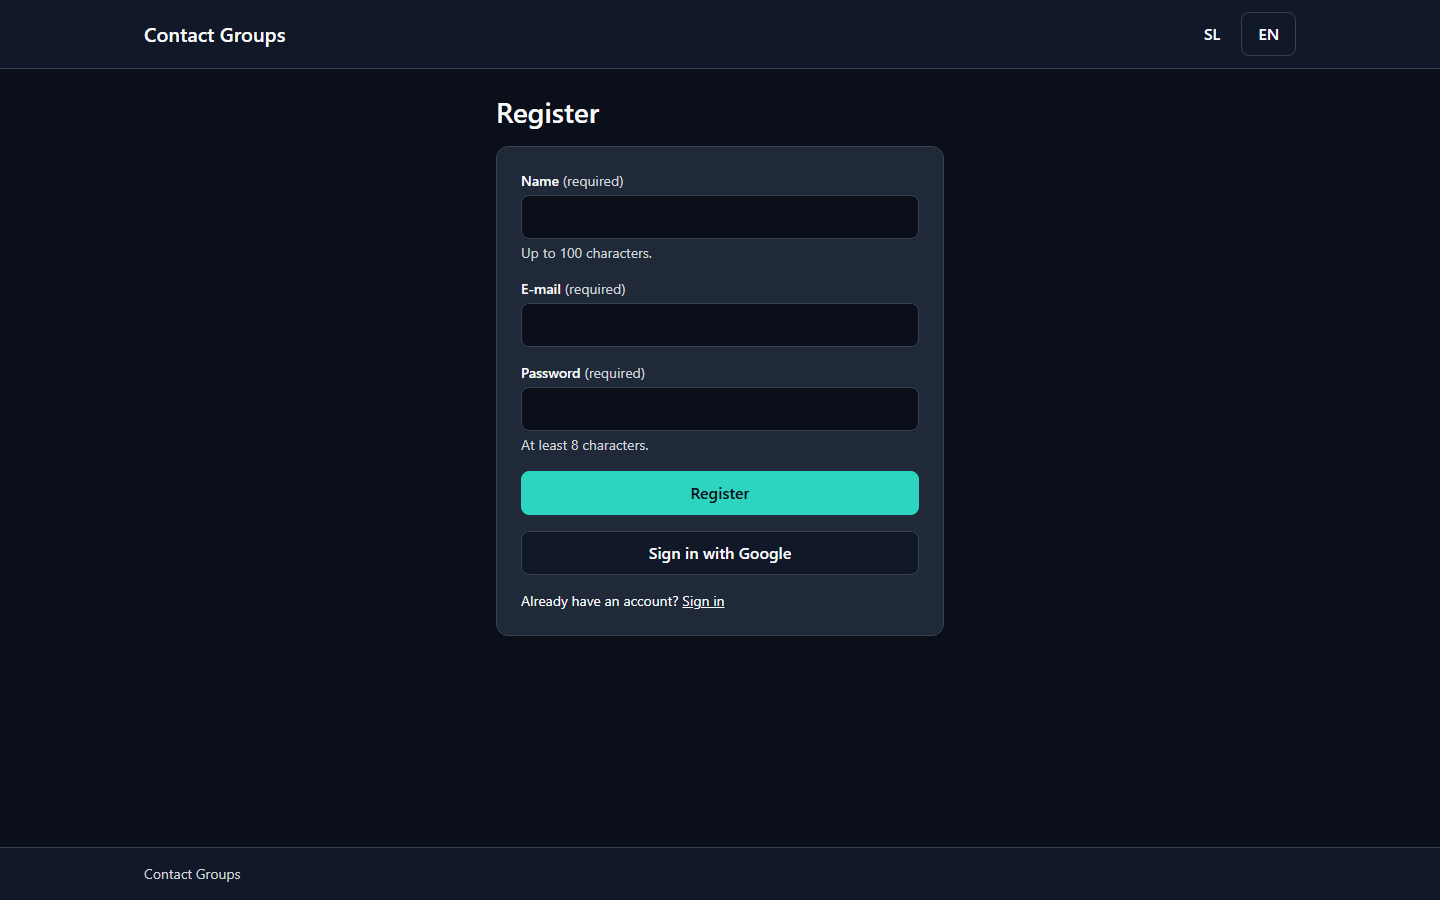 Contact Groups
SL
EN
Register
Name (required)
Up to 100 characters.
E-mail (required)
Password (required)
At least 8 characters.
Register
Sign in with Google
Already have an account? Sign in
Contact Groups